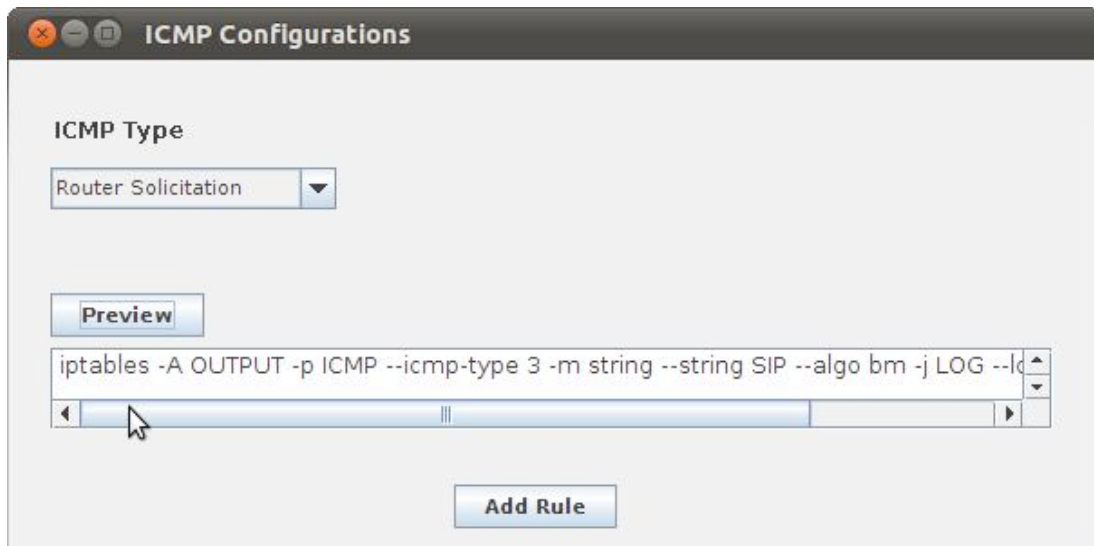 ICMP Configurations
ICMP Type
Router Solicitation
Preview
iptables -A OUTPUT -p ICMP --icmp-type 3 -m string --string SIP --algo bm -j LOG
Add Rule